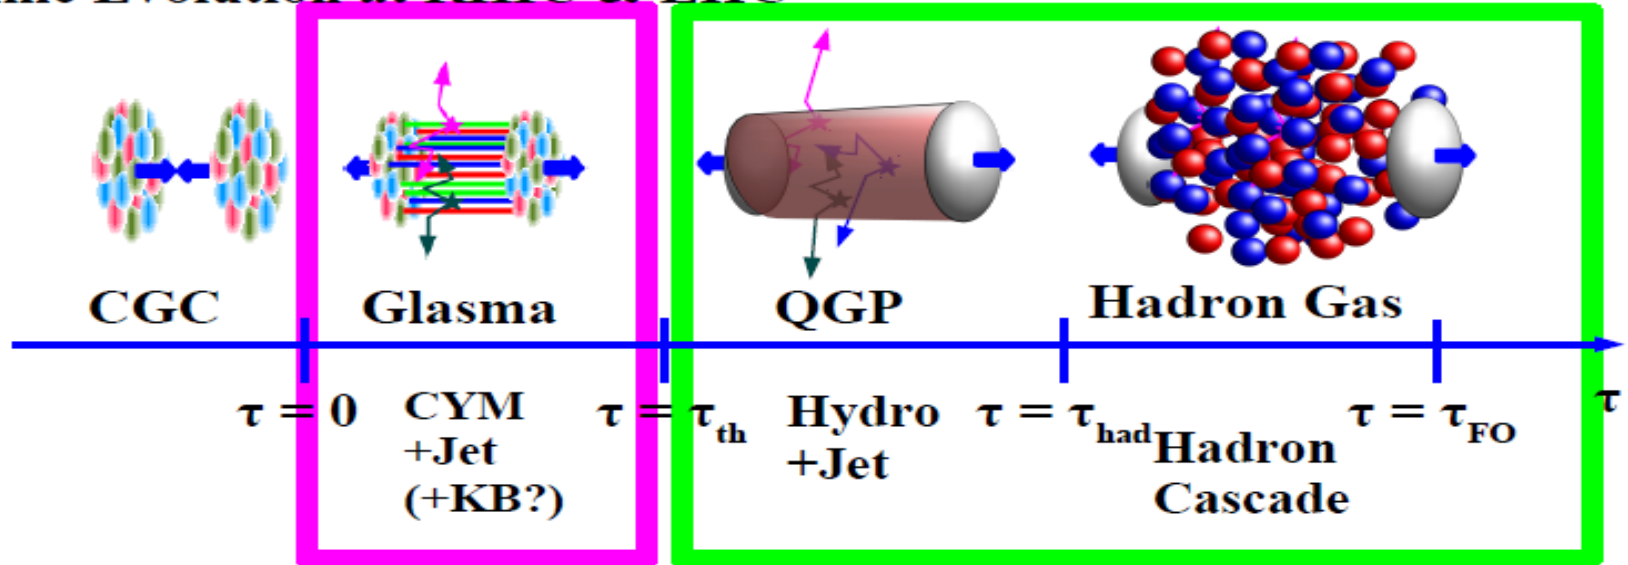 CGC
Glasma
QGP
Hadron Gas
τ = 0
CYM
+Jet
(+KB?)
τ = τth
Hydro
+Jet
τ = τhad
Hadron
Cascade
τ = τFO
τ